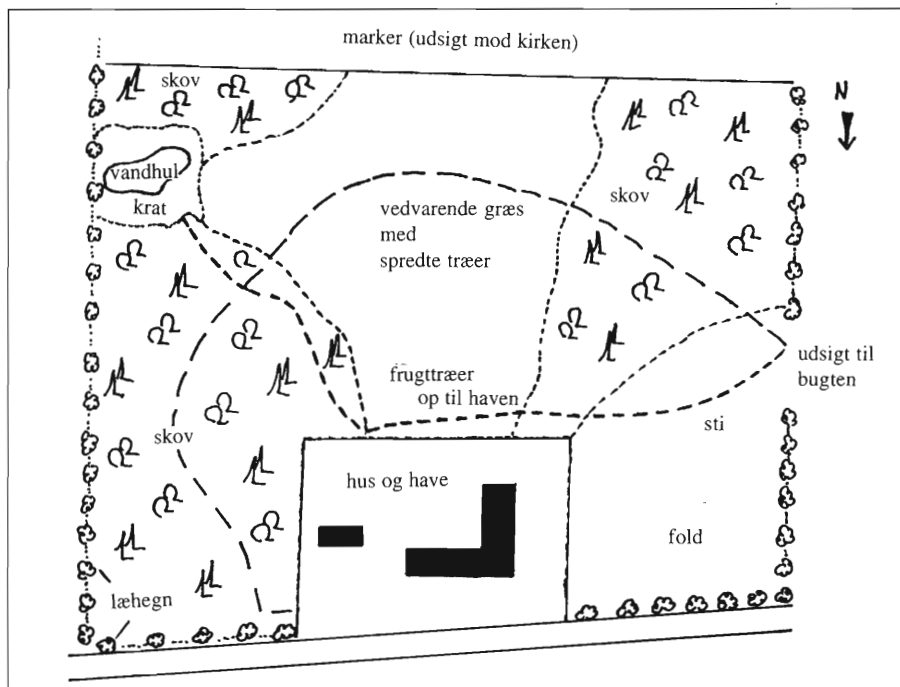 marker (udsigt mod kirken)
skov
N
vandhul
krat
vedvarende græs
med
spredte træer
skov
udsigt til
bugten
frugttræer
op til haven
sti
skov
hus og have
fold
læhegn